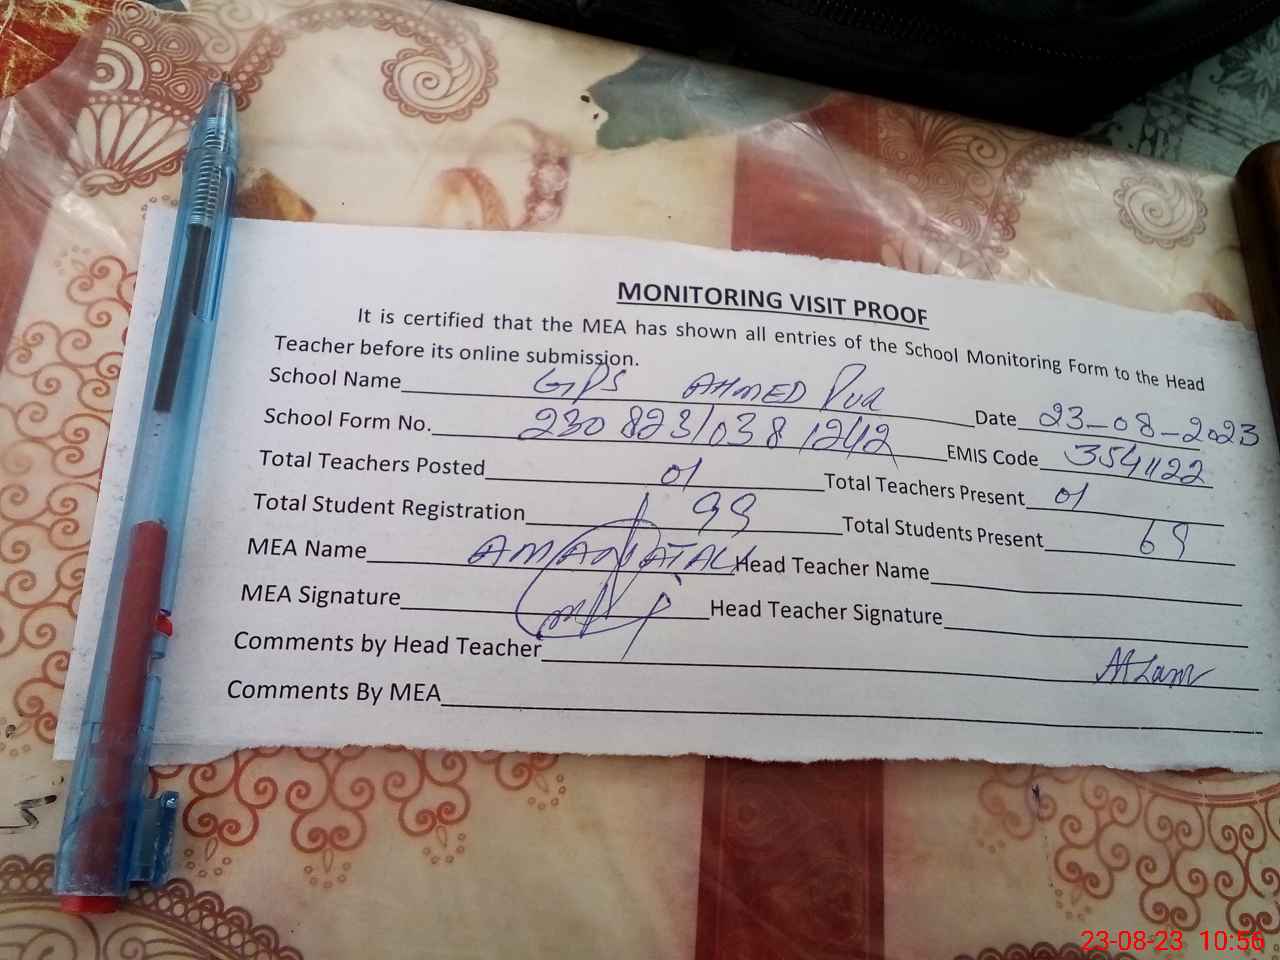 MONITORING VISIT PROOF
It is certified that the MEA has shown all entries of the School Monitoring Form to the Head
Teacher before its online submission.
School Name GPS AHMED Pur Date 23-08-2023
School Form No. 230823/038/242 EMIS Code 354122
Total Teachers Posted 01 Total Teachers Present 01
Total Student Registration 99 Total Students Present 69
MEA Name AMANATALI Head Teacher Name
MEA Signature Head Teacher Signature
Comments by Head Teacher
Comments By MEA
23-08-23 10:56